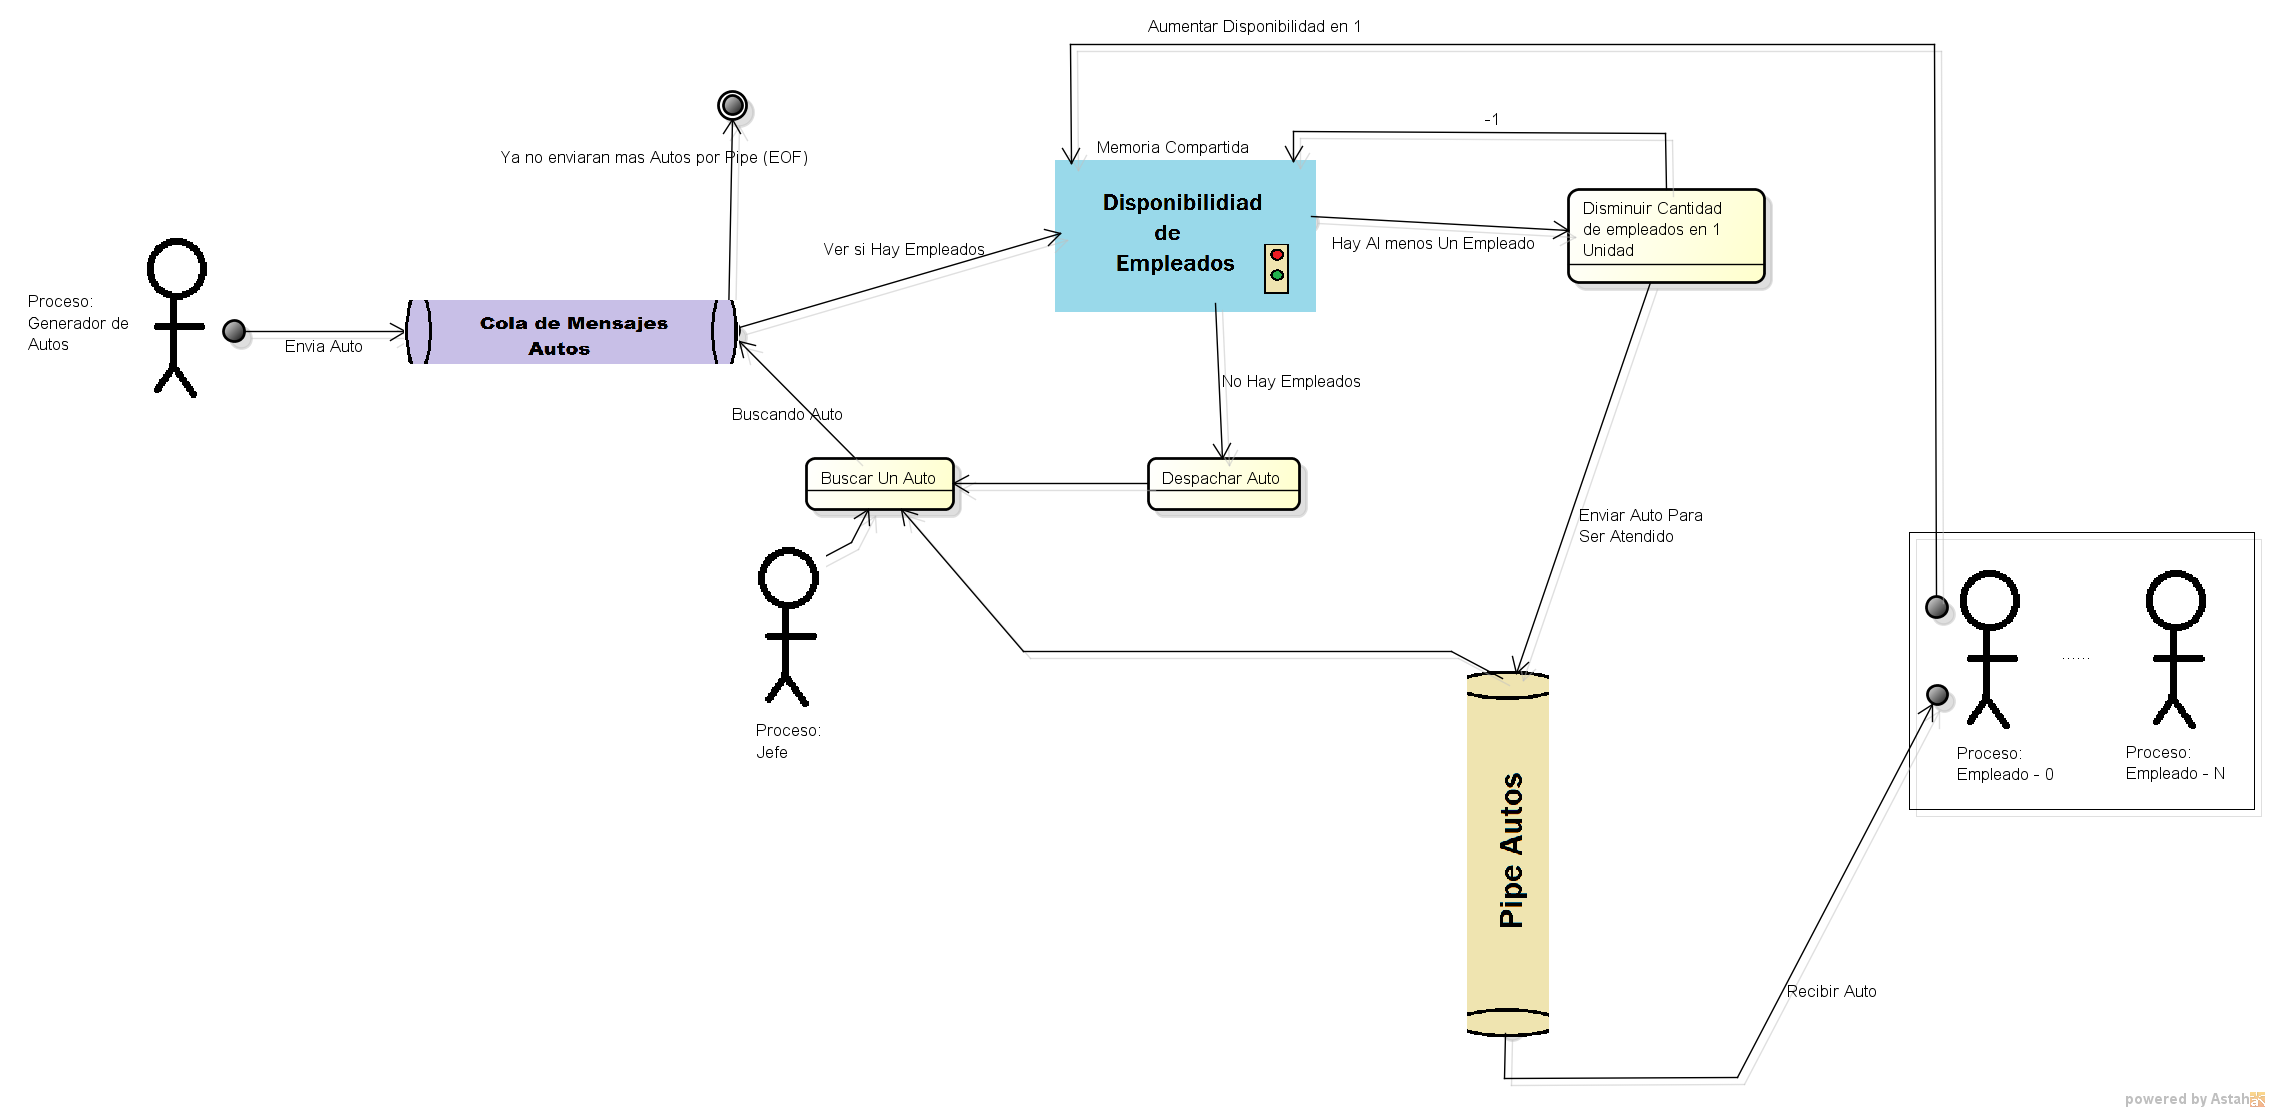 Aumentar Disponibilidad en 1
-1
Memoria Compartida
Ya no enviaran mas Autos por Pipe (EOF)
Disponibilidiad
de
Empleados
Disminuir Cantidad
de empleados en 1
Unidad
Ver si Hay Empleados
Hay Al menos Un Empleado
Proceso:
Generador de
Autos
Envia Auto
Cola de Mensajes
Autos
No Hay Empleados
Buscando Auto
Buscar Un Auto
Despachar Auto
Enviar Auto Para
Ser Atendido
......
Proceso:
Jefe
Proceso:
Empleado - 0
Proceso:
Empleado - N
Pipe Autos
Recibir Auto
powered by Astah